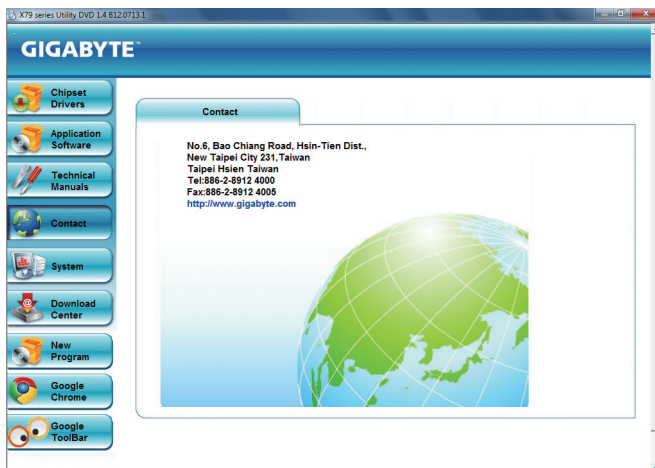 X79 series Utility DVD 1.4 B12.0713.1
GIGABYTE™
Chipset
Drivers
Application
Software
Technical
Manuals
Contact
System
Download
Center
New
Program
Google
Chrome
Google
ToolBar
Contact
No.6, Bao Chiang Road, Hsin-Tien Dist.,
New Taipei City 231,Taiwan
Taipei Hsien Taiwan
Tel:886-2-8912 4000
Fax:886-2-8912 4005
http://www.gigabyte.com